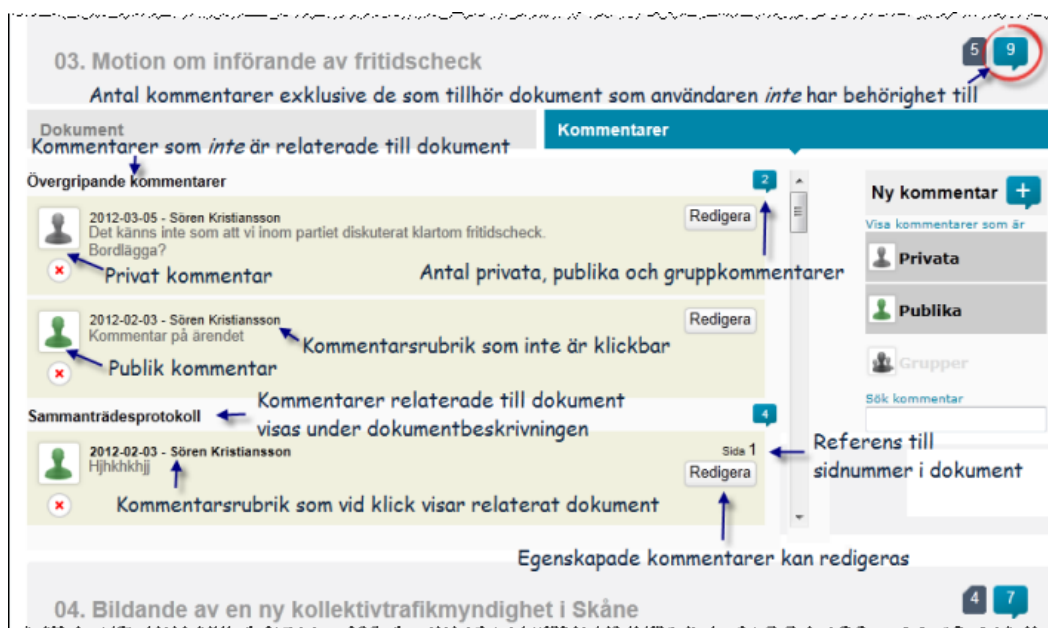 03. Motion om införande av fritidscheck
5
9
Antal kommentarer exklusive de som tillhör dokument som användaren inte har behörighet till
Dokument
Kommentarer
Kommentarer som inte är relaterade till dokument
Övergripande kommentarer
2
Ny kommentar +
2012-03-05 - Sören Kristiansson
Redigera
Det känns inte som att vi inom partiet diskuterat klartom fritidscheck.
Bordlägga?
Visa kommentarer som är
Privat kommentar
Antal privata, publika och gruppkommentarer
Privata
2012-02-03 - Sören Kristiansson
Redigera
Kommentar på ärendet
Publika
Kommentarsrubrik som inte är klickbar
Publik kommentar
Grupper
Sök kommentar
Sammanträdesprotokoll
Kommentarer relaterade till dokument
visas under dokumentbeskrivningen
4
2012-02-03 - Sören Kristiansson
Sida 1
Hjhkhkhjj
Redigera
Referens till
sidnummer i dokument
Kommentarsrubrik som vid klick visar relaterat dokument
Egenskapade kommentarer kan redigeras
04. Bildande av en ny kollektivtrafikmyndighet i Skåne
4
7